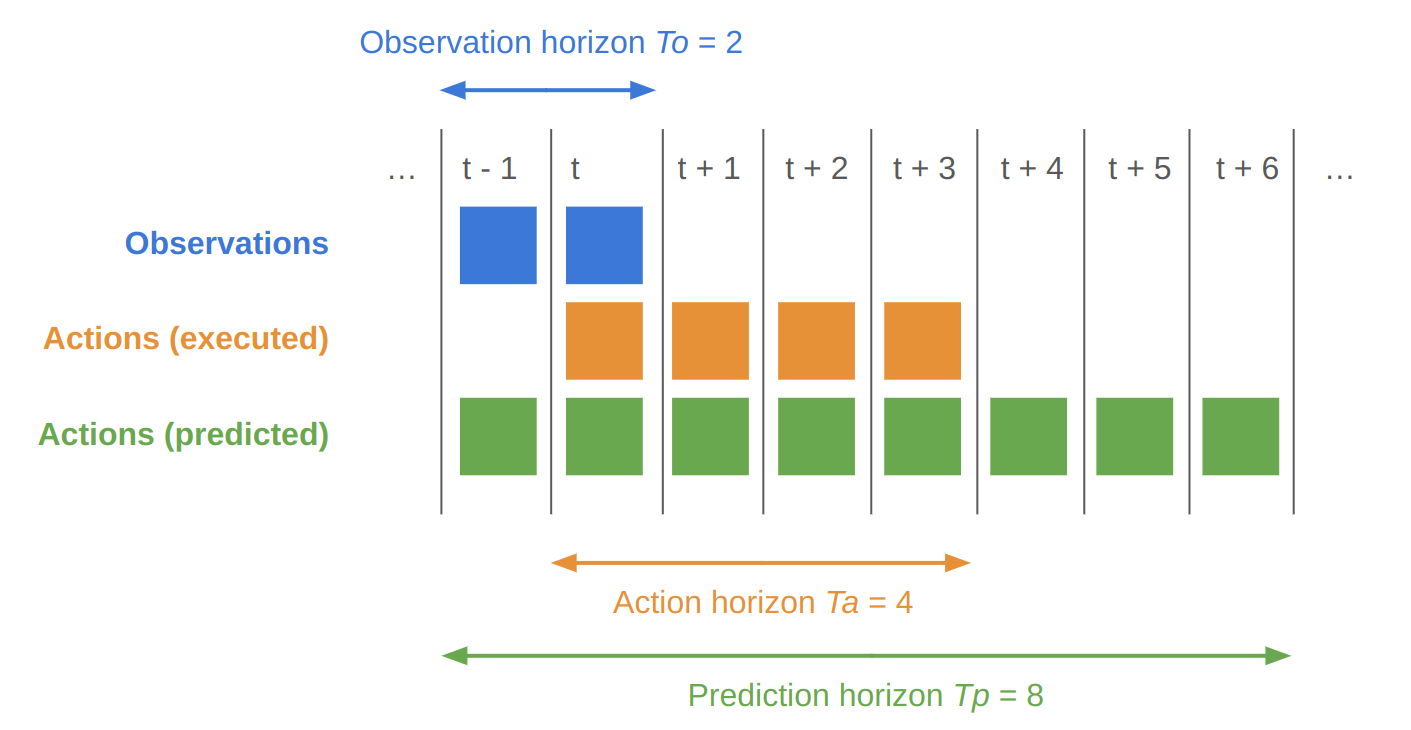 Observation horizon To = 2
... t - 1 t t + 1 t + 2 t + 3 t + 4 t + 5 t + 6 ...
Observations
Actions (executed)
Actions (predicted)
Action horizon Ta = 4
Prediction horizon Tp = 8